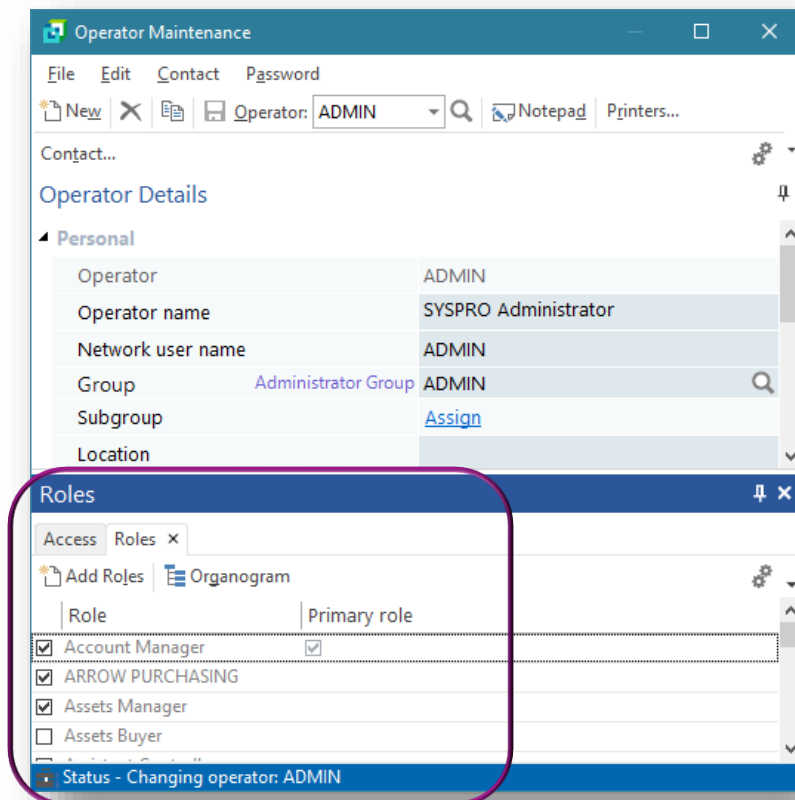 Operator Maintenance
File Edit Contact Password
New Operator: ADMIN Notepad Printers...
Contact...
Operator Details
Personal
Operator ADMIN
Operator name SYSPRO Administrator
Network user name ADMIN
Group Administrator Group ADMIN
Subgroup Assign
Location
Roles
Access Roles
Add Roles Organogram
Role Primary role
Account Manager
ARROW PURCHASING
Assets Manager
Assets Buyer
Status - Changing operator: ADMIN